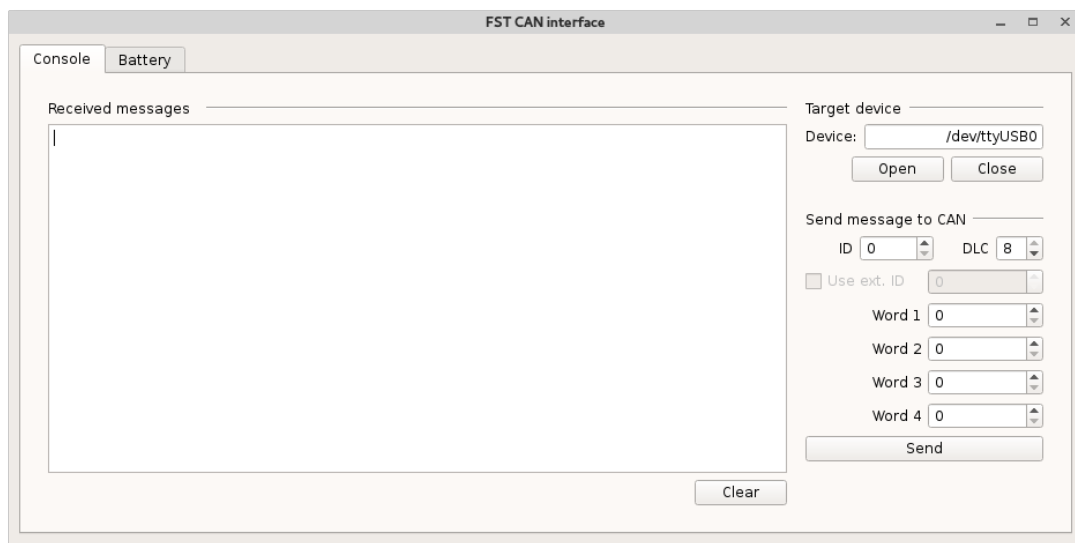 FST CAN interface
Console Battery
Received messages
Target device
Device: /dev/ttyUSB0
Open Close
Send message to CAN
ID 0 DLC 8
Use ext. ID 0
Word 1 0
Word 2 0
Word 3 0
Word 4 0
Send
Clear